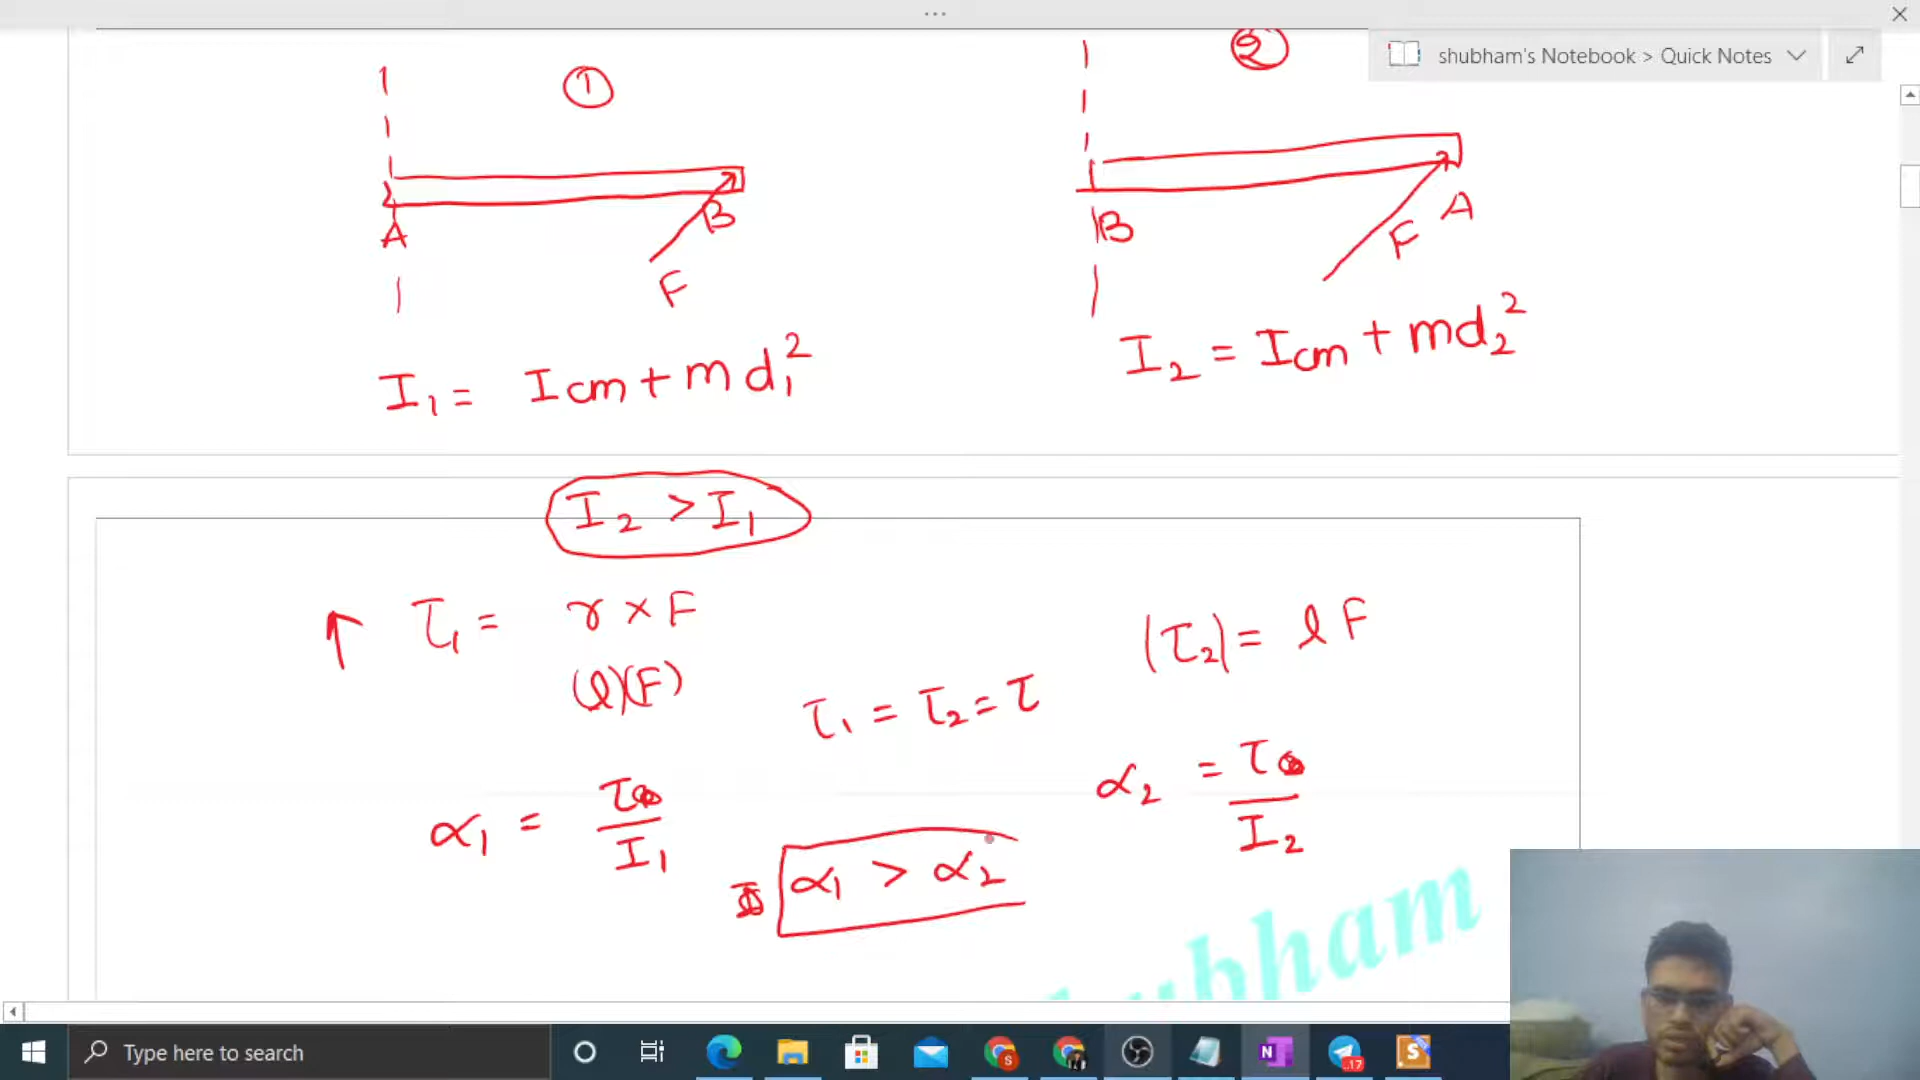 ...
shubham's Notebook > Quick Notes
①
②
A
B
F
B
A
F
I₁ = Icm + md₁²
I₂ = Icm + md₂²
I₂ > I₁
↑ τ₁ = r × F
(l)(F)
|τ₂| = lF
τ₁ = τ₂ = τ
α₁ = τ/I₁
α₂ = τ/I₂
α₁ > α₂
Type here to search